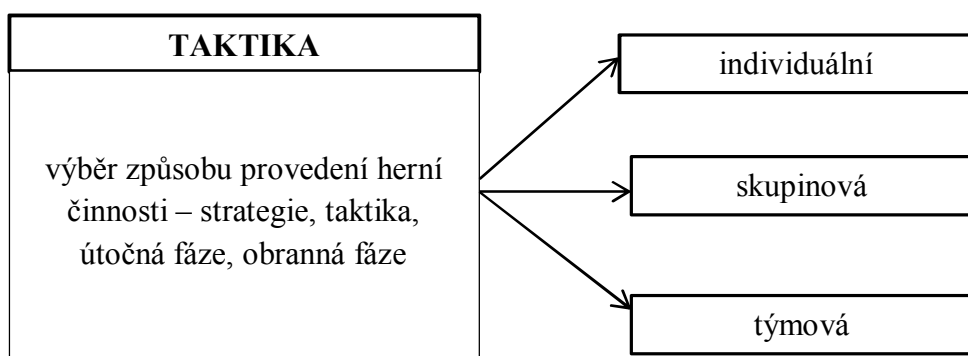 TAKTIKA
výběr způsobu provedení herní
činnosti – strategie, taktika,
útočná fáze, obranná fáze
individuální
skupinová
týmová